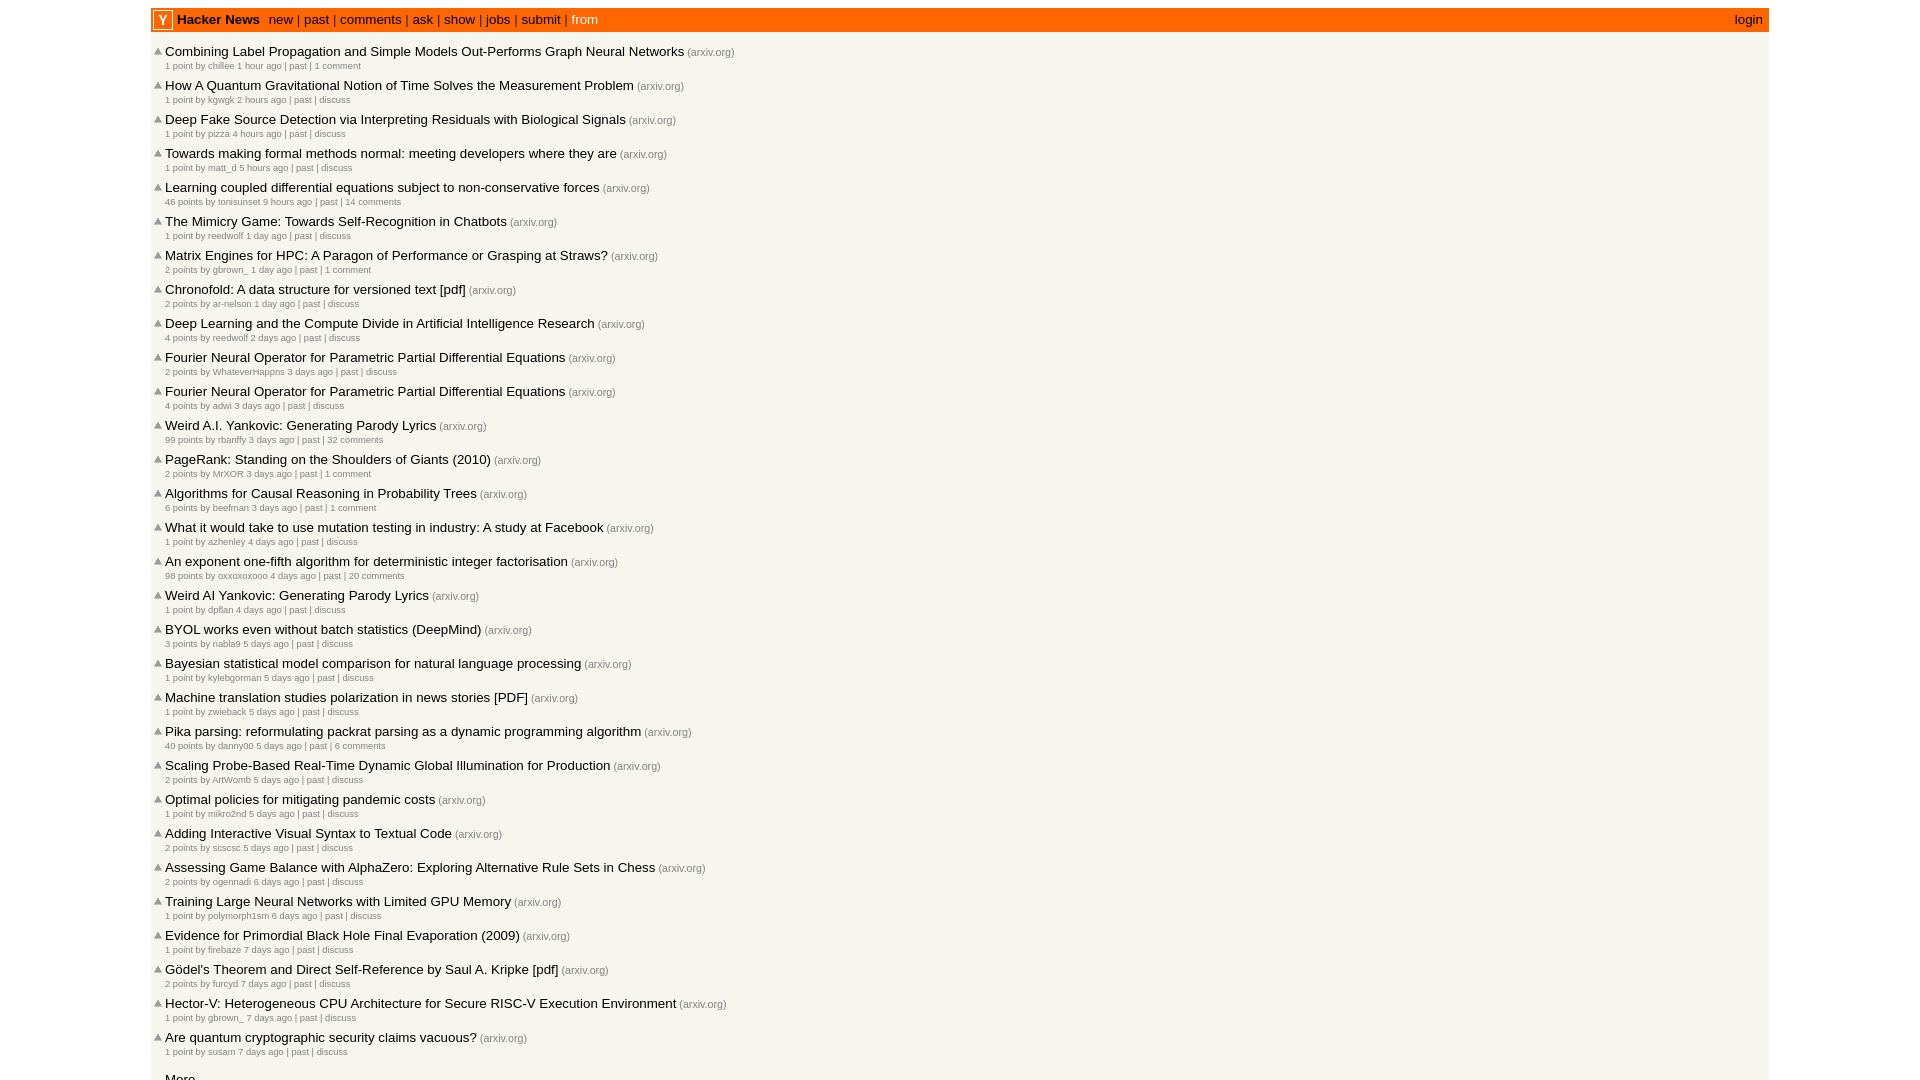 Y Hacker News new | past | comments | ask | show | jobs | submit | from login
Combining Label Propagation and Simple Models Out-Performs Graph Neural Networks (arxiv.org)
1 point by chillee 1 hour ago | past | 1 comment
How A Quantum Gravitational Notion of Time Solves the Measurement Problem (arxiv.org)
1 point by kgwgk 2 hours ago | past | discuss
Deep Fake Source Detection via Interpreting Residuals with Biological Signals (arxiv.org)
1 point by pizza 4 hours ago | past | discuss
Towards making formal methods normal: meeting developers where they are (arxiv.org)
1 point by matt_d 5 hours ago | past | discuss
Learning coupled differential equations subject to non-conservative forces (arxiv.org)
46 points by tonisunset 9 hours ago | past | 14 comments
The Mimicry Game: Towards Self-Recognition in Chatbots (arxiv.org)
1 point by reedwolf 1 day ago | past | discuss
Matrix Engines for HPC: A Paragon of Performance or Grasping at Straws? (arxiv.org)
2 points by gbrown_ 1 day ago | past | 1 comment
Chronofold: A data structure for versioned text [pdf] (arxiv.org)
2 points by ar-nelson 1 day ago | past | discuss
Deep Learning and the Compute Divide in Artificial Intelligence Research (arxiv.org)
4 points by reedwolf 2 days ago | past | discuss
Fourier Neural Operator for Parametric Partial Differential Equations (arxiv.org)
2 points by WhateverHappns 3 days ago | past | discuss
Fourier Neural Operator for Parametric Partial Differential Equations (arxiv.org)
4 points by adwi 3 days ago | past | discuss
Weird A.I. Yankovic: Generating Parody Lyrics (arxiv.org)
99 points by rbanffy 3 days ago | past | 32 comments
PageRank: Standing on the Shoulders of Giants (2010) (arxiv.org)
2 points by MrXOR 3 days ago | past | 1 comment
Algorithms for Causal Reasoning in Probability Trees (arxiv.org)
6 points by beefman 3 days ago | past | 1 comment
What it would take to use mutation testing in industry: A study at Facebook (arxiv.org)
1 point by azhenley 4 days ago | past | discuss
An exponent one-fifth algorithm for deterministic integer factorisation (arxiv.org)
98 points by oxxoxoxooo 4 days ago | past | 20 comments
Weird AI Yankovic: Generating Parody Lyrics (arxiv.org)
1 point by dpflan 4 days ago | past | discuss
BYOL works even without batch statistics (DeepMind) (arxiv.org)
3 points by nabla9 5 days ago | past | discuss
Bayesian statistical model comparison for natural language processing (arxiv.org)
1 point by kylebgorman 5 days ago | past | discuss
Machine translation studies polarization in news stories [PDF] (arxiv.org)
1 point by zwieback 5 days ago | past | discuss
Pika parsing: reformulating packrat parsing as a dynamic programming algorithm (arxiv.org)
40 points by danny00 5 days ago | past | 6 comments
Scaling Probe-Based Real-Time Dynamic Global Illumination for Production (arxiv.org)
2 points by ArtWomb 5 days ago | past | discuss
Optimal policies for mitigating pandemic costs (arxiv.org)
1 point by mikro2nd 5 days ago | past | discuss
Adding Interactive Visual Syntax to Textual Code (arxiv.org)
2 points by scscsc 5 days ago | past | discuss
Assessing Game Balance with AlphaZero: Exploring Alternative Rule Sets in Chess (arxiv.org)
2 points by ogennadi 6 days ago | past | discuss
Training Large Neural Networks with Limited GPU Memory (arxiv.org)
1 point by polymorph1sm 6 days ago | past | discuss
Evidence for Primordial Black Hole Final Evaporation (2009) (arxiv.org)
1 point by firebaze 7 days ago | past | discuss
Gödel's Theorem and Direct Self-Reference by Saul A. Kripke [pdf] (arxiv.org)
2 points by furcyd 7 days ago | past | discuss
Hector-V: Heterogeneous CPU Architecture for Secure RISC-V Execution Environment (arxiv.org)
1 point by gbrown_ 7 days ago | past | discuss
Are quantum cryptographic security claims vacuous? (arxiv.org)
1 point by susam 7 days ago | past | discuss
More